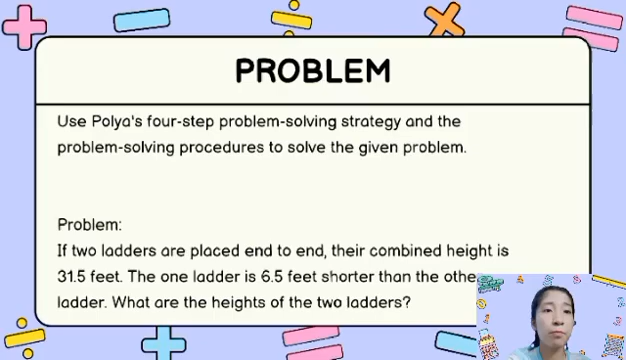 PROBLEM
Use Polya's four-step problem-solving strategy and the
problem-solving procedures to solve the given problem.
Problem:
If two ladders are placed end to end, their combined height is
31.5 feet. The one ladder is 6.5 feet shorter than the othe
ladder. What are the heights of the two ladders?